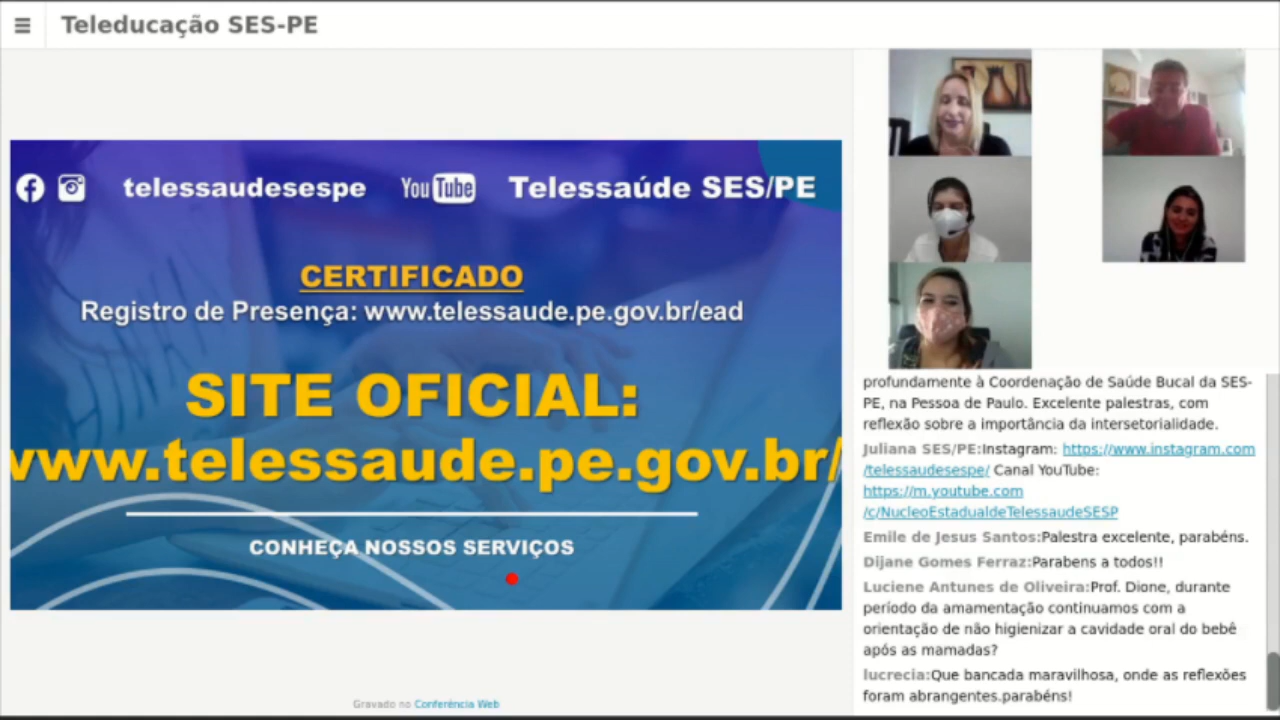 Teleducação SES-PE
telessaudesespe You Tube Telessaúde SES/PE
CERTIFICADO
Registro de Presença: www.telessaude.pe.gov.br/ead
SITE OFICIAL:
www.telessaude.pe.gov.br/
CONHEÇA NOSSOS SERVIÇOS
Gravado no Conferência Web
profundamente à Coordenação de Saúde Bucal da SES-
PE, na Pessoa de Paulo. Excelente palestras, com
reflexão sobre a importância da intersetorialidade.
Juliana SES/PE:Instagram: https://www.instagram.com
/telessaudesespe/ Canal YouTube:
https://m.youtube.com
/c/NucleoEstadualdeTelessaudeSESP
Emile de Jesus Santos:Palestra excelente, parabéns.
Dijane Gomes Ferraz:Parabens a todos!!
Luciene Antunes de Oliveira:Prof. Dione, durante
período da amamentação continuamos com a
orientação de não higienizar a cavidade oral do bebê
após as mamadas?
lucrecia:Que bancada maravilhosa, onde as reflexões
foram abrangentes.parabéns!